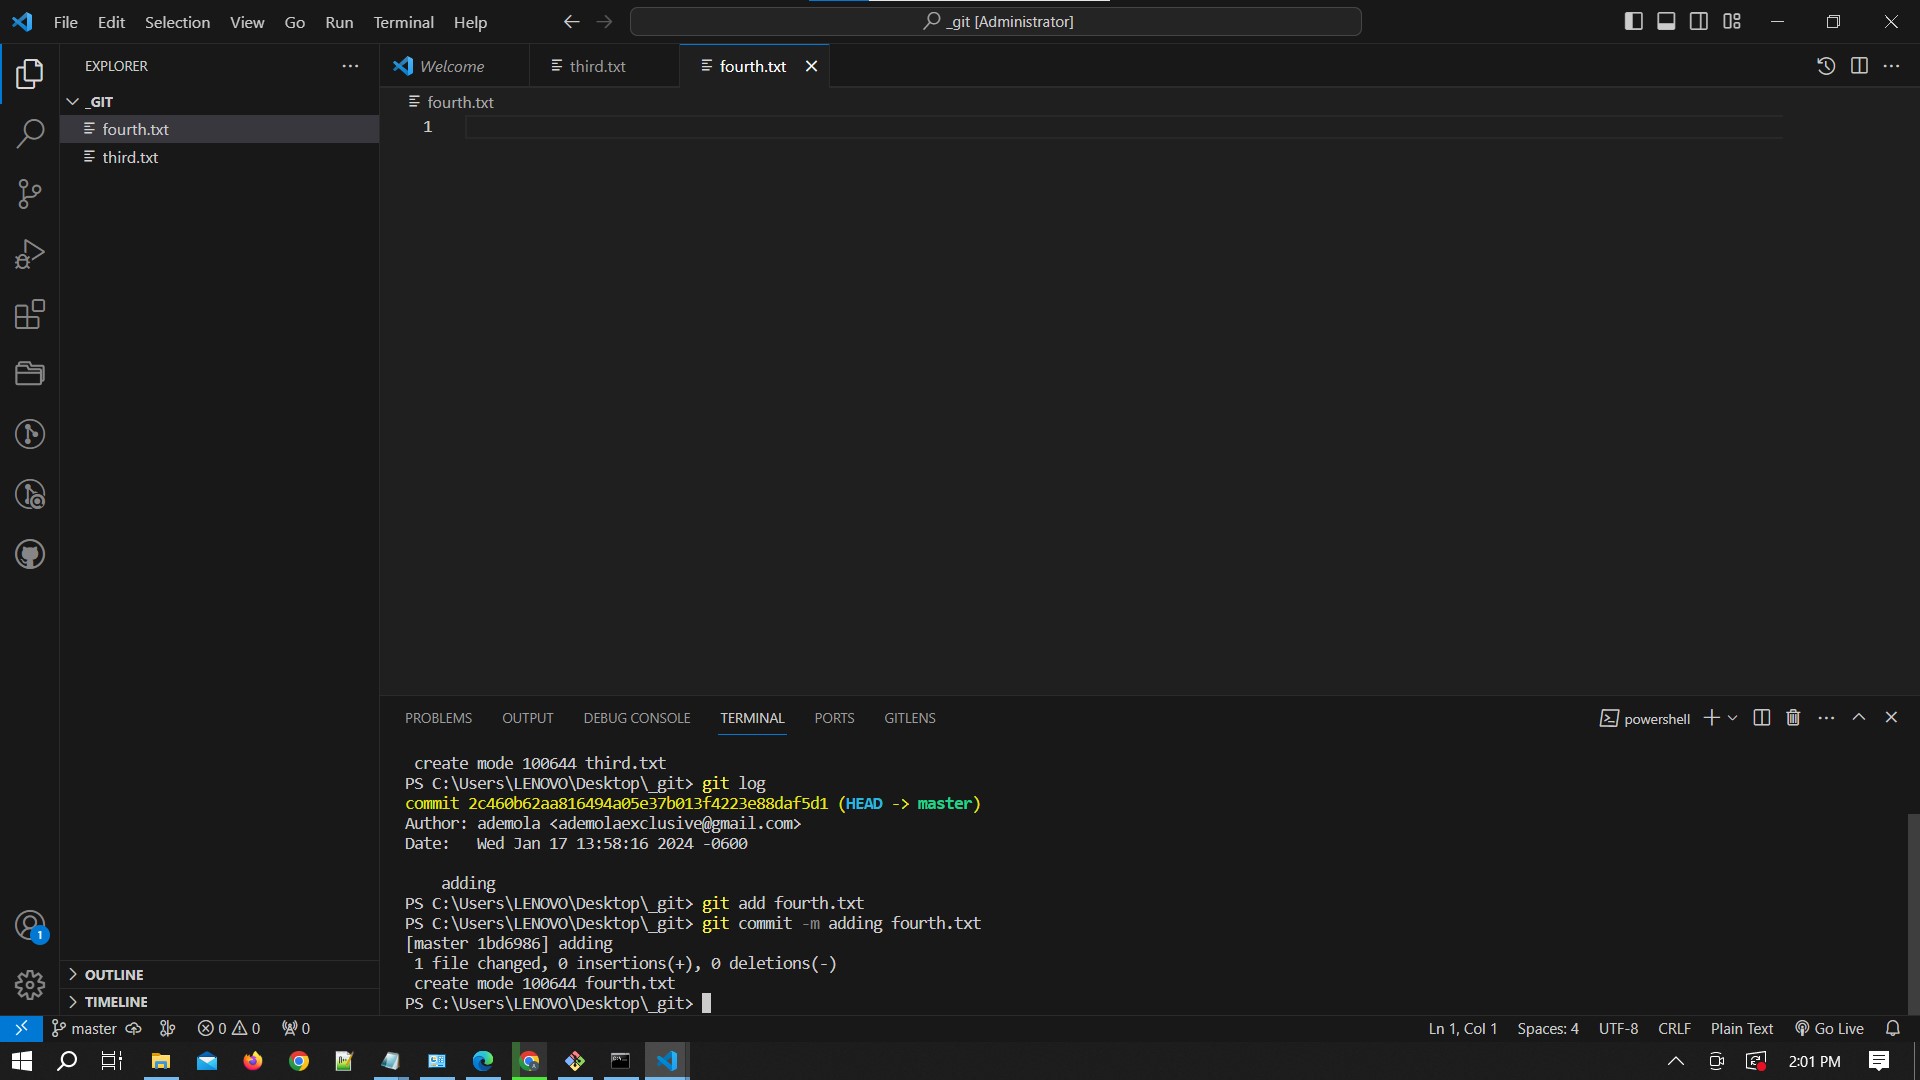 File Edit Selection View Go Run Terminal Help
_git [Administrator]
EXPLORER
_GIT
fourth.txt
third.txt
OUTLINE
TIMELINE
Welcome
third.txt
fourth.txt
fourth.txt
1
PROBLEMS OUTPUT DEBUG CONSOLE TERMINAL PORTS GITLENS
powershell
create mode 100644 third.txt
PS C:\Users\LENOVO\Desktop\_git> git log
commit 2c460b62aa816494a05e37b013f4223e88daf5d1 (HEAD -> master)
Author: ademola <ademolaexclusive@gmail.com>
Date:   Wed Jan 17 13:58:16 2024 -0600
adding
PS C:\Users\LENOVO\Desktop\_git> git add fourth.txt
PS C:\Users\LENOVO\Desktop\_git> git commit -m adding fourth.txt
[master 1bd6986] adding
1 file changed, 0 insertions(+), 0 deletions(-)
create mode 100644 fourth.txt
PS C:\Users\LENOVO\Desktop\_git>
1
master 0 0 0 Ln 1, Col 1 Spaces: 4 UTF-8 CRLF Plain Text Go Live
2:01 PM